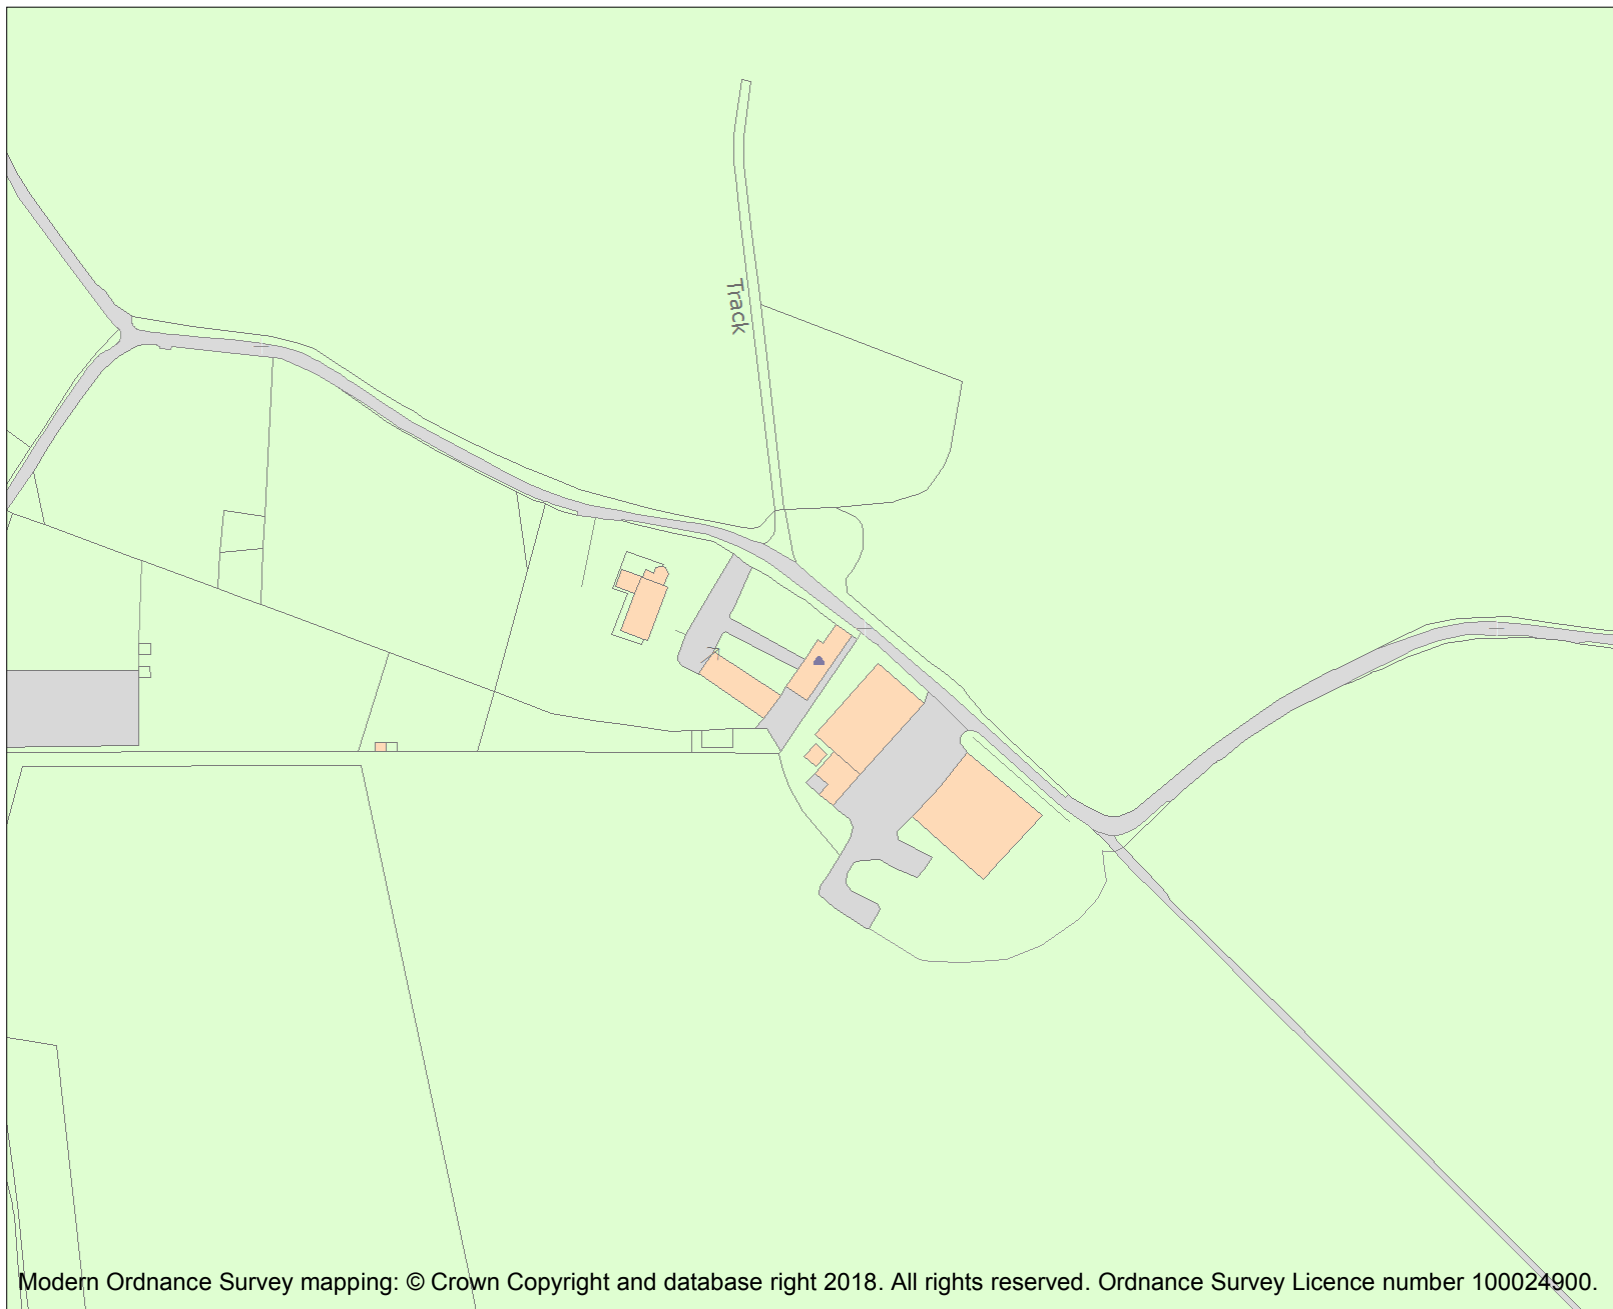 Track
Modern Ordnance Survey mapping: © Crown Copyright and database right 2018. All rights reserved. Ordnance Survey Licence number 100024900.